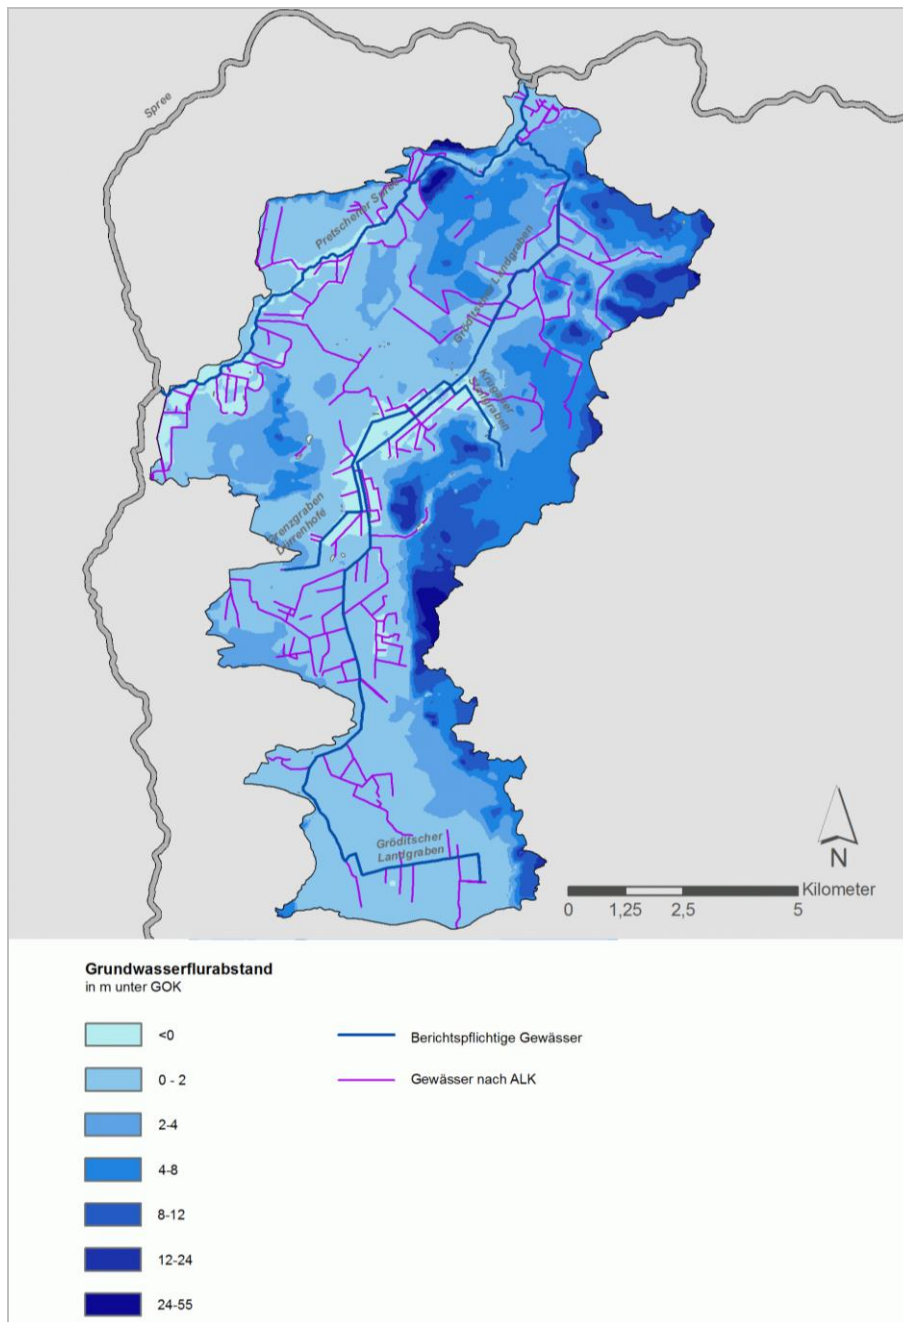 Spree
Pretschener Spree
Gröditscher Landgraben
Krugauer
Stangraben
Grenzgraben
Dürrenhofe
Gröditscher
Landgraben
N
Kilometer
0 1,25 2,5 5
Grundwasserflurabstand
in m unter GOK
<0 Berichtspflichtige Gewässer
0 - 2 Gewässer nach ALK
2-4
4-8
8-12
12-24
24-55